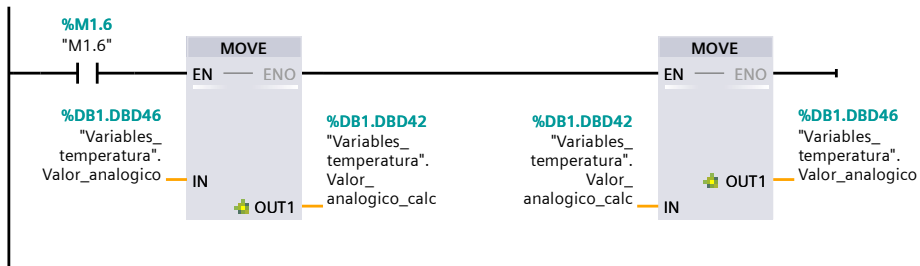 %M1.6
"M1.6"
MOVE
EN
ENO
%DB1.DBD46
"Variables_
temperatura".
Valor_analogico
IN
OUT1
%DB1.DBD42
"Variables_
temperatura".
Valor_
analogico_calc
MOVE
EN
ENO
%DB1.DBD42
"Variables_
temperatura".
Valor_
analogico_calc
IN
OUT1
%DB1.DBD46
"Variables_
temperatura".
Valor_analogico